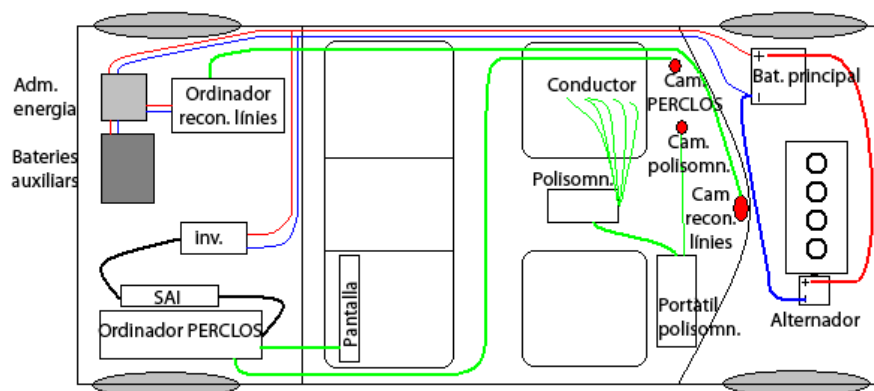 Adm.
energia
Ordinador
recon. línies
Bateries
auxiliars
Inv.
SAI
Ordinador PERCLOS
Pantalla
Conductor
Polisomn.
Cam.
PERCLOS
Cam.
polisomn.
Cam
recon.
línies
Portàtil
polisomn.
+
Bat. principal
-
+
-
Alternador